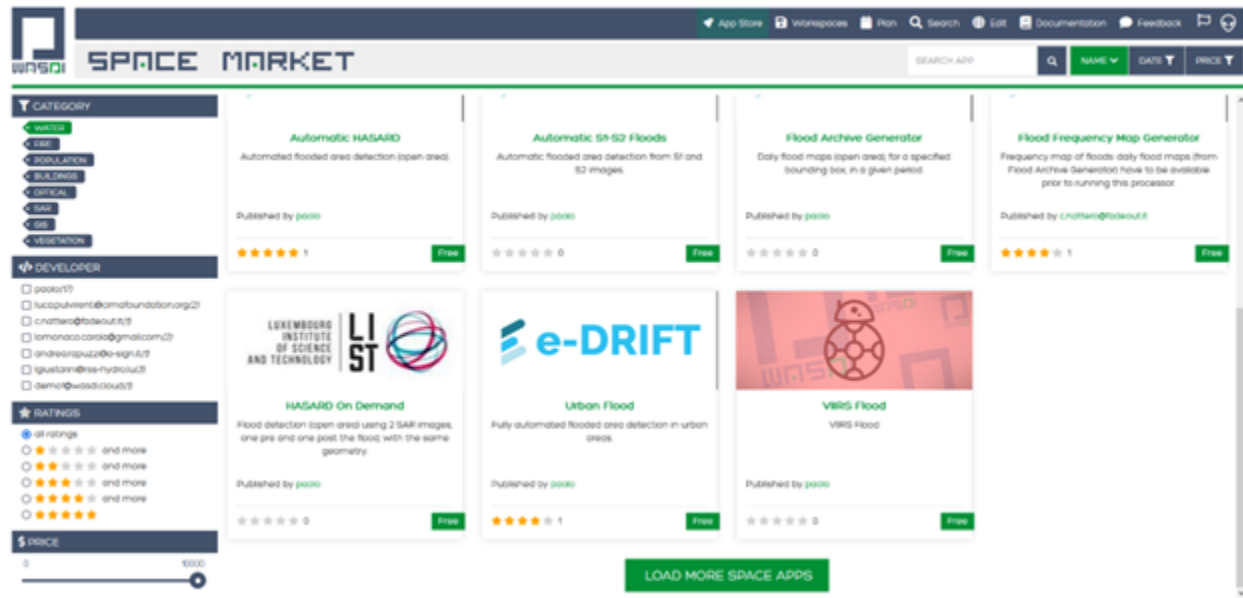 App Store Workspaces Plan Search Edit Documentation Feedback
WASDI
SPACE MARKET
SEARCH APP
NAME
DATE
PRICE
CATEGORY
WATER
FIRE
POPULATION
BUILDINGS
OPTICAL
SAR
GIS
VEGETATION
DEVELOPER
paolo(17)
luca.pulvirenti@cimafoundation.org(2)
c.nattero@fadeout.it(1)
lomonaco.carola@gmail.com(2)
andrea.rapuzzi@e-sign.it(1)
lgiustarini@rss-hydro.lu(3)
demo1@wasdi.cloud(1)
RATINGS
all ratings
and more
and more
and more
and more
PRICE
0
10000
Automatic HASARD
Automated flooded area detection (open area).
Published by paolo
1
Free
Automatic S1-S2 Floods
Automatic flooded area detection from S1 and
S2 images.
Published by paolo
0
Free
Flood Archive Generator
Daily flood maps (open area), for a specified
bounding box, in a given period.
Published by paolo
0
Free
Flood Frequency Map Generator
Frequency map of floods: daily flood maps (from
Flood Archive Generator) have to be available
prior to running this processor.
Published by c.nattero@fadeout.it
1
Free
LUXEMBOURG
INSTITUTE
OF SCIENCE
AND TECHNOLOGY
LI
ST
HASARD On Demand
Flood detection (open area) using 2 SAR images,
one pre and one post the flood, with the same
geometry.
Published by paolo
0
Free
e-DRIFT
Urban Flood
Fully automated flooded area detection in urban
areas.
Published by paolo
1
Free
WASDI
VIIRS Flood
VIIRS Flood
Published by paolo
0
Free
LOAD MORE SPACE APPS